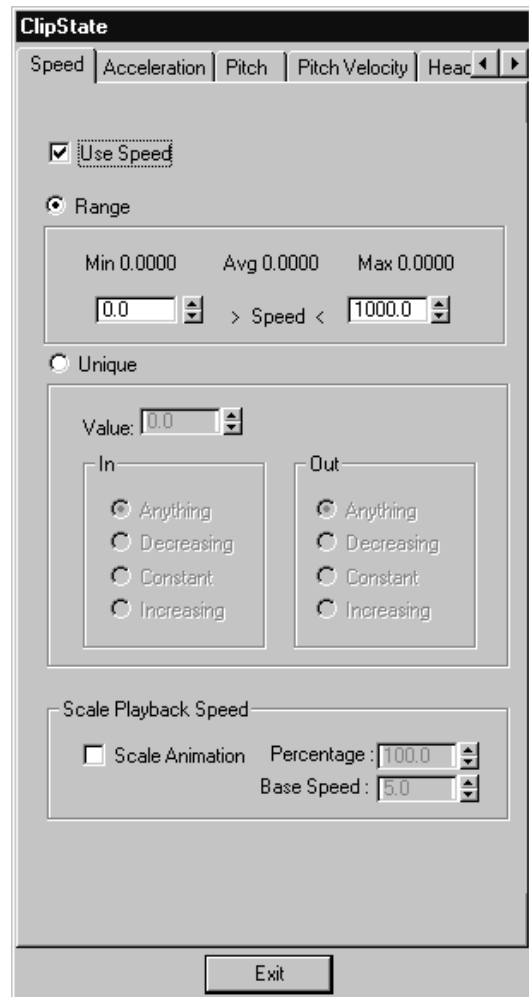 ClipState
Speed Acceleration Pitch Pitch Velocity Head
Use Speed
Range
Min 0.0000 Avg 0.0000 Max 0.0000
0.0 > Speed < 1000.0
Unique
Value: 0.0
In Out
Anything Anything
Decreasing Decreasing
Constant Constant
Increasing Increasing
Scale Playback Speed
Scale Animation Percentage : 100.0
Base Speed : 5.0
Exit